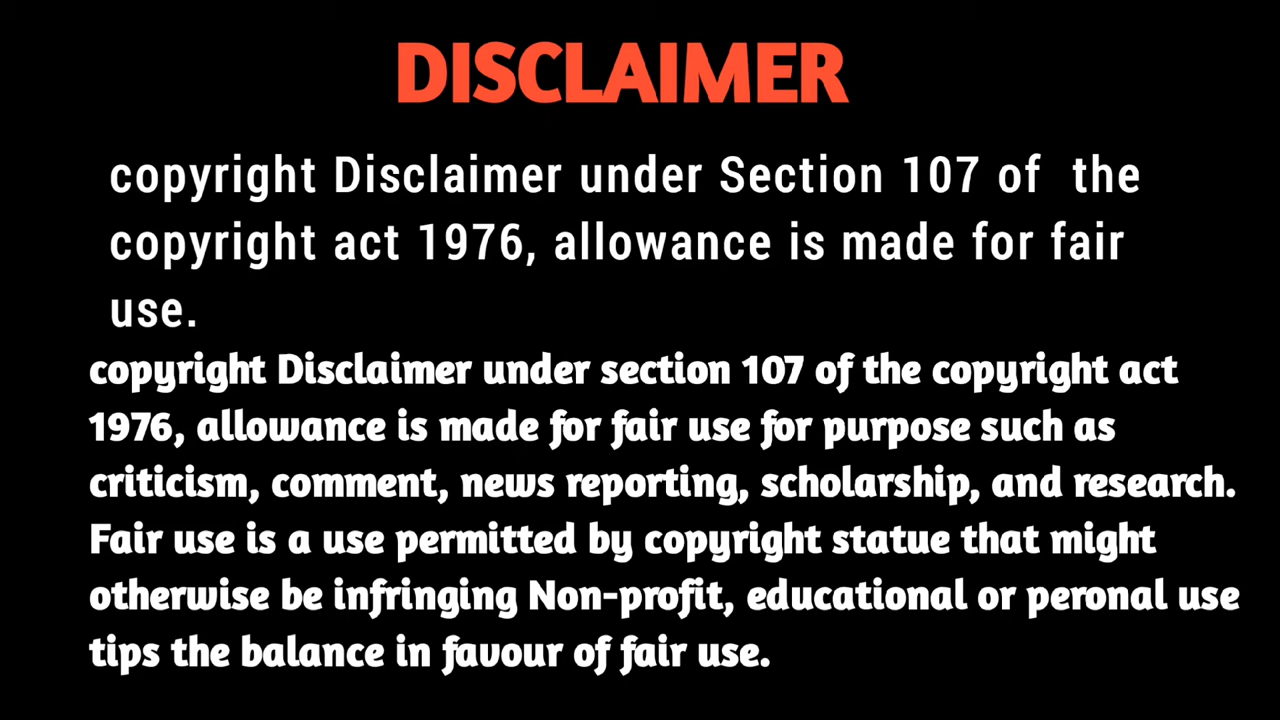 DISCLAIMER
copyright Disclaimer under Section 107 of the
copyright act 1976, allowance is made for fair
use.
copyright Disclaimer under section 107 of the copyright act
1976, allowance is made for fair use for purpose such as
criticism, comment, news reporting, scholarship, and research.
Fair use is a use permitted by copyright statue that might
otherwise be infringing Non-profit, educational or peronal use
tips the balance in favour of fair use.